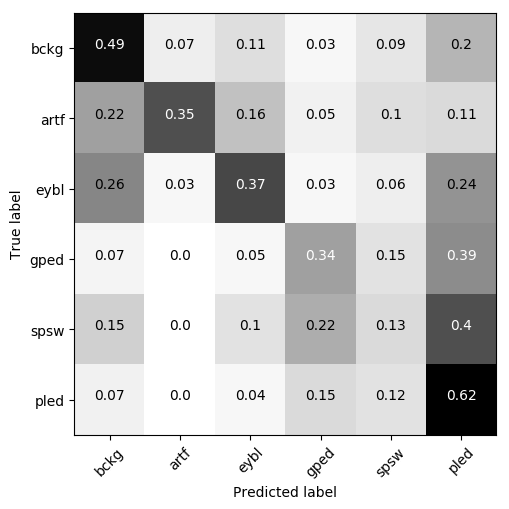 True label
bckg 0.49 0.07 0.11 0.03 0.09 0.2
artf 0.22 0.35 0.16 0.05 0.1 0.11
eybl 0.26 0.03 0.37 0.03 0.06 0.24
gped 0.07 0.0 0.05 0.34 0.15 0.39
spsw 0.15 0.0 0.1 0.22 0.13 0.4
pled 0.07 0.0 0.04 0.15 0.12 0.62
bckg artf eybl gped spsw pled
Predicted label